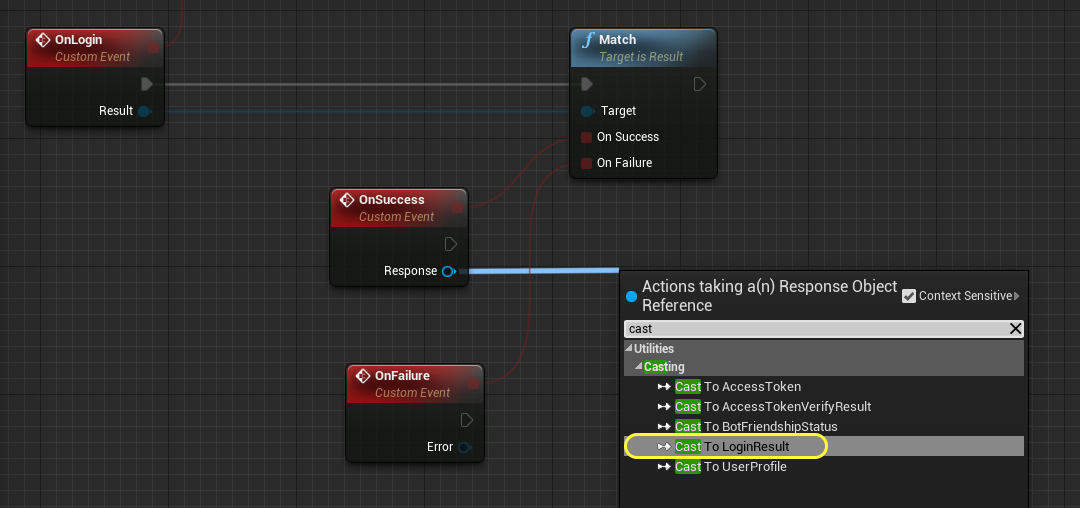 OnLogin
Custom Event
Result
f Match
Target is Result
Target
On Success
On Failure
OnSuccess
Custom Event
Response
OnFailure
Custom Event
Error
Actions taking a(n) Response Object
Reference
Context Sensitive
cast
Utilities
Casting
Cast To AccessToken
Cast To AccessTokenVerifyResult
Cast To BotFriendshipStatus
Cast To LoginResult
Cast To UserProfile